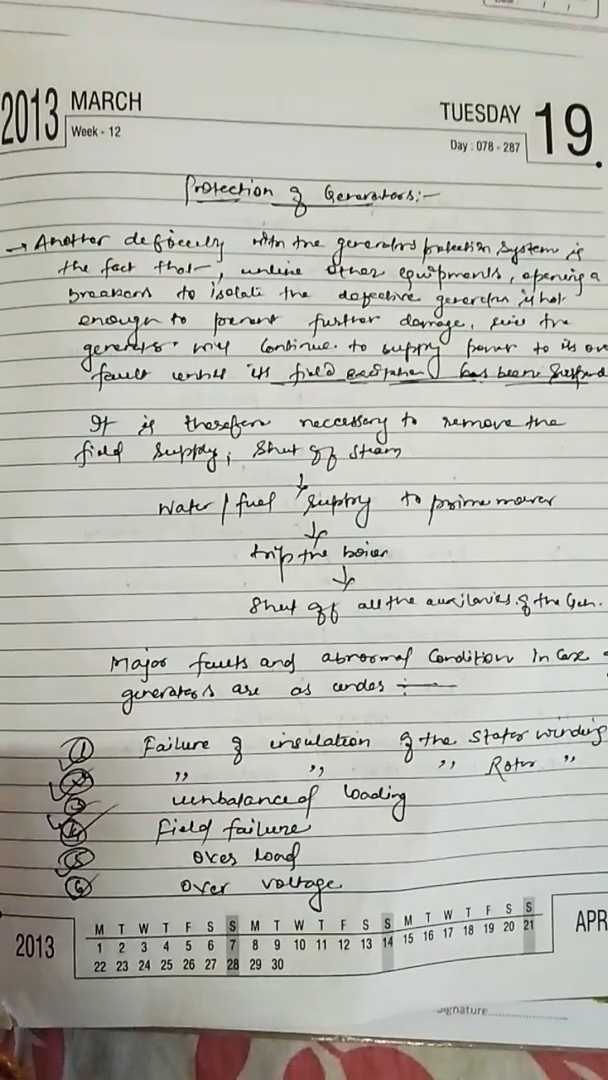 2013 MARCH
Week - 12
TUESDAY 19
Day : 078 - 287
Protection of Generators:-
→ Another deficiency with the generators protection system is
the fact that, unlike other equipments, opening a
breakers to isolate the defective generator is not
enough to prevent further damage, since the
generator will continue to supply power to its own
fault unless its field excitation has been
It is therefore neccessary to remove the
field supply, Shut off steam
↓
Water / fuel supply to prime mover
↓
trip the boiler
↓
Shut off all the auxilaries of the Gen.
Major faults and abnormal condition in case
generators are as under :-
① Failure of insulation of the Stator winding
② ,, ,, ,, Rotor ,,
③ unbalance of loading
④ field failure
⑤ over load
⑥ over voltage
2013
M T W T F S S M T W T F S S M T W T F S S
1 2 3 4 5 6 7 8 9 10 11 12 13 14 15 16 17 18 19 20 21
22 23 24 25 26 27 28 29 30
APR
Signature